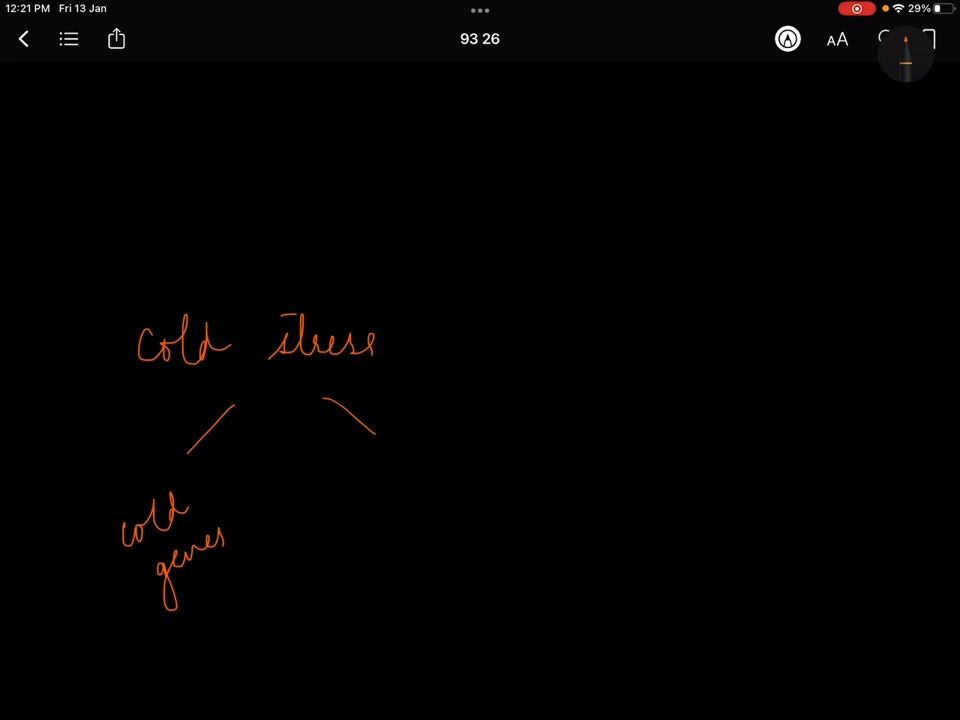 12:21 PM Fri 13 Jan
29%
93 26
AA
cold stress
cold
genes